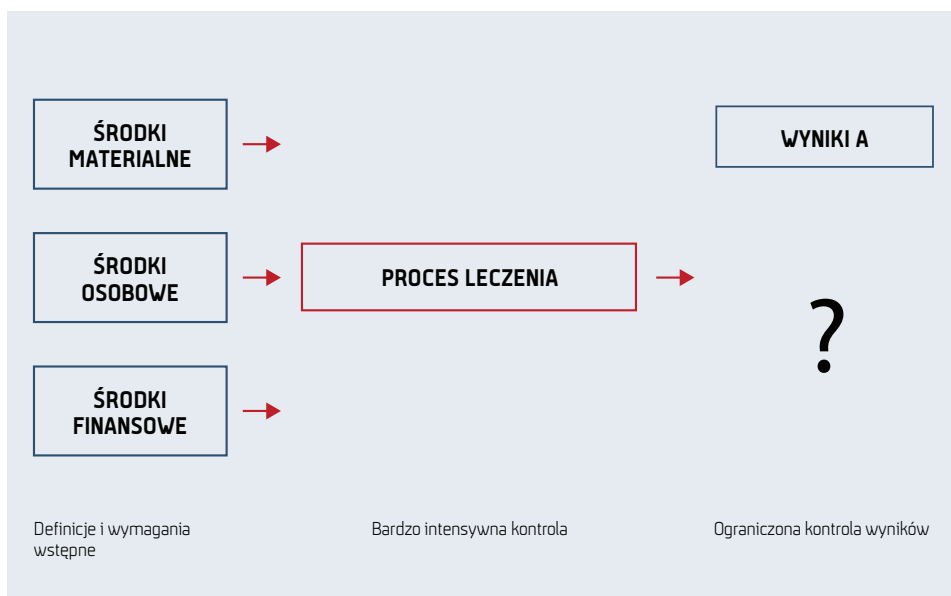 ŚRODKI
MATERIALNE
WYNIKI A
ŚRODKI
OSOBOWE
PROCES LECZENIA
?
ŚRODKI
FINANSOWE
Definicje i wymagania
wstępne
Bardzo intensywna kontrola
Ograniczona kontrola wyników